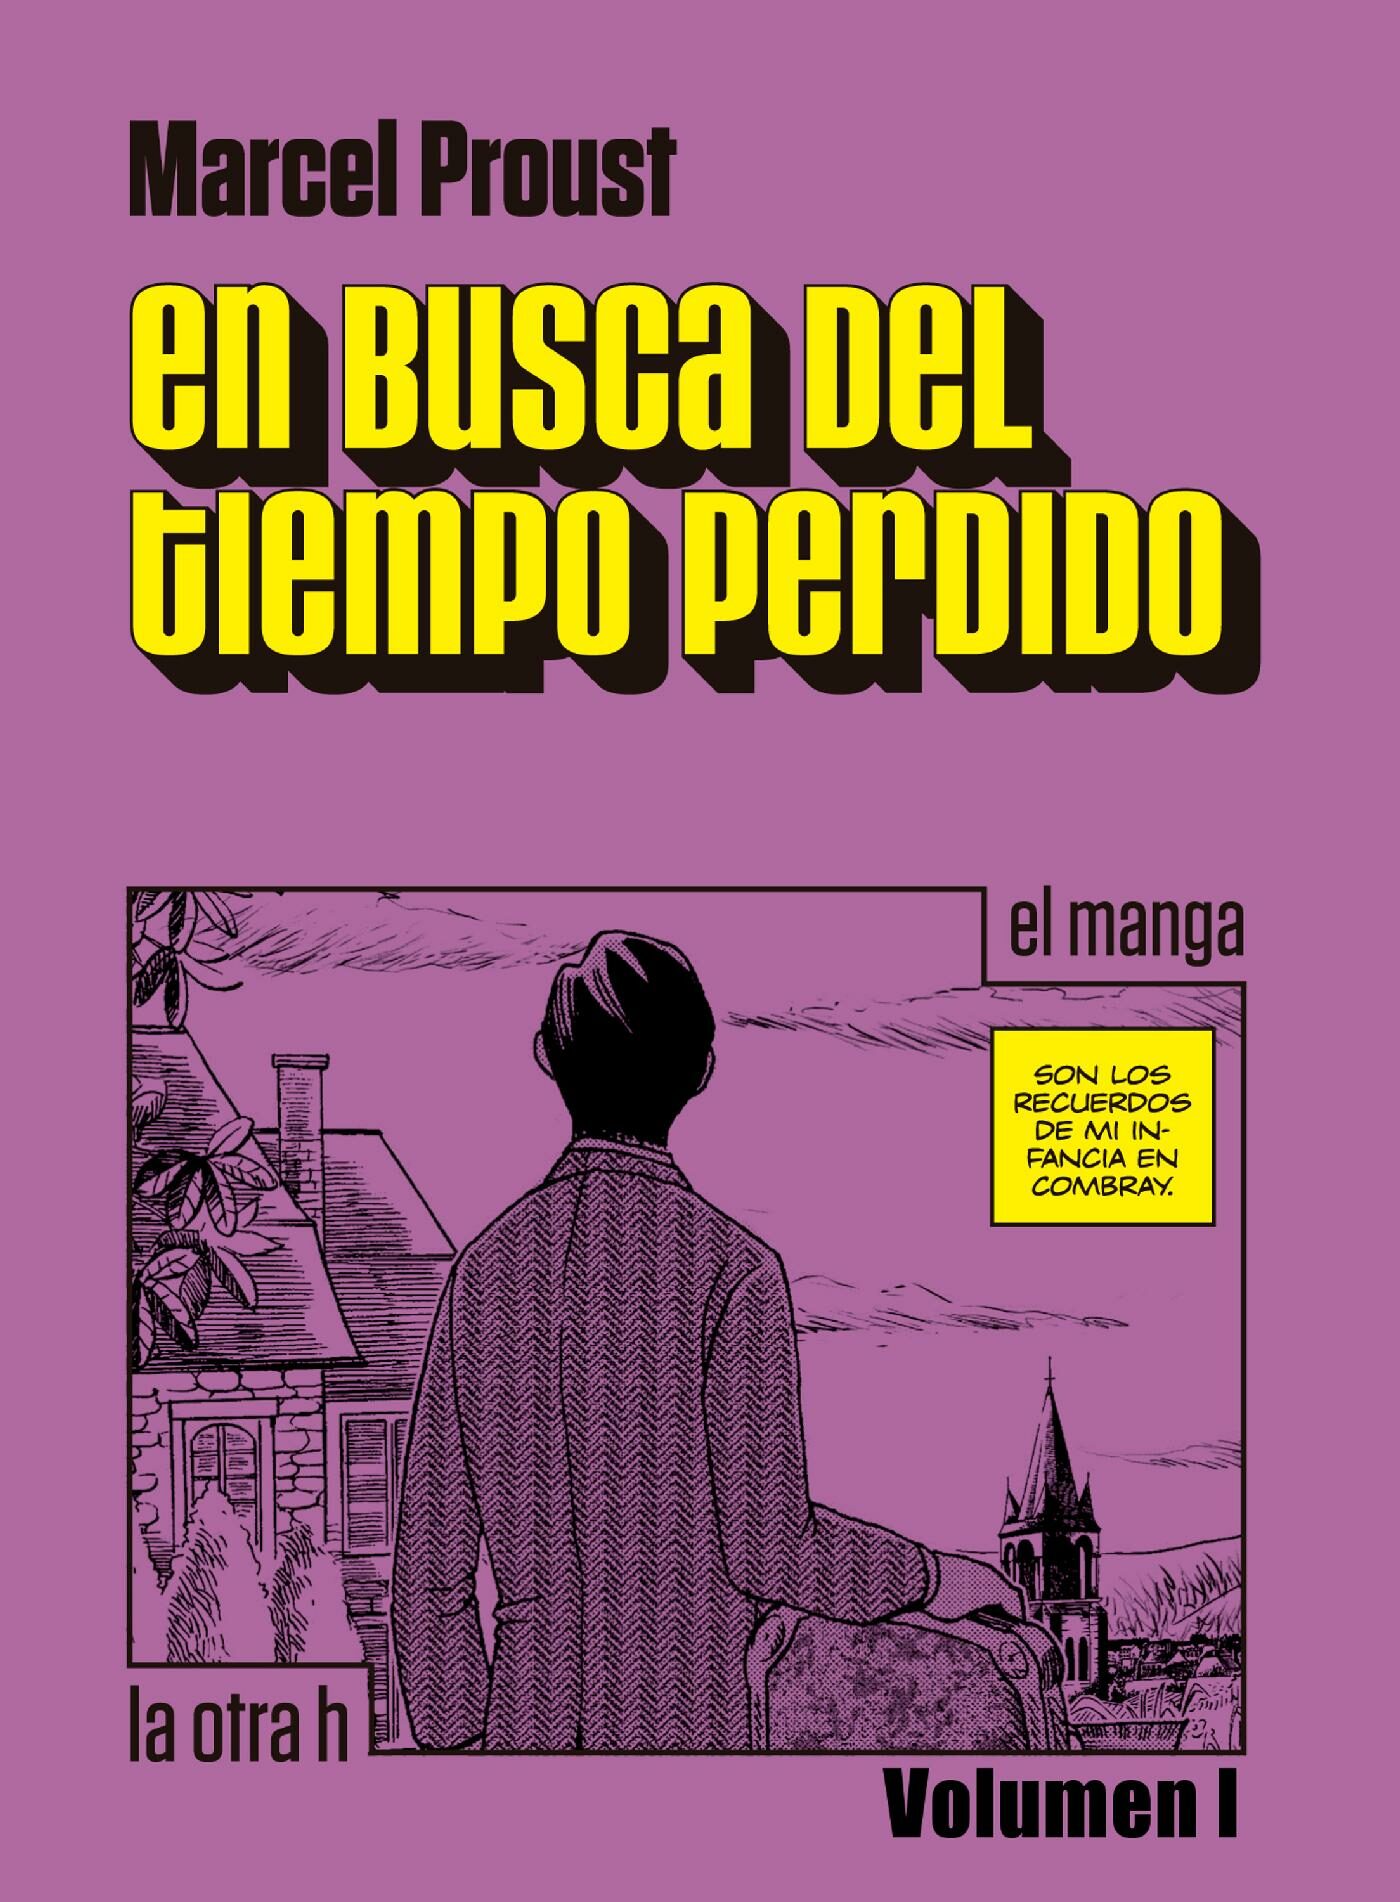 Marcel Proust
en Busca Del
tiempo perdido
el manga
SON LOS
RECUERDOS
DE MI IN-
FANCIA EN
COMBRAY.
la otra h
Volumen I